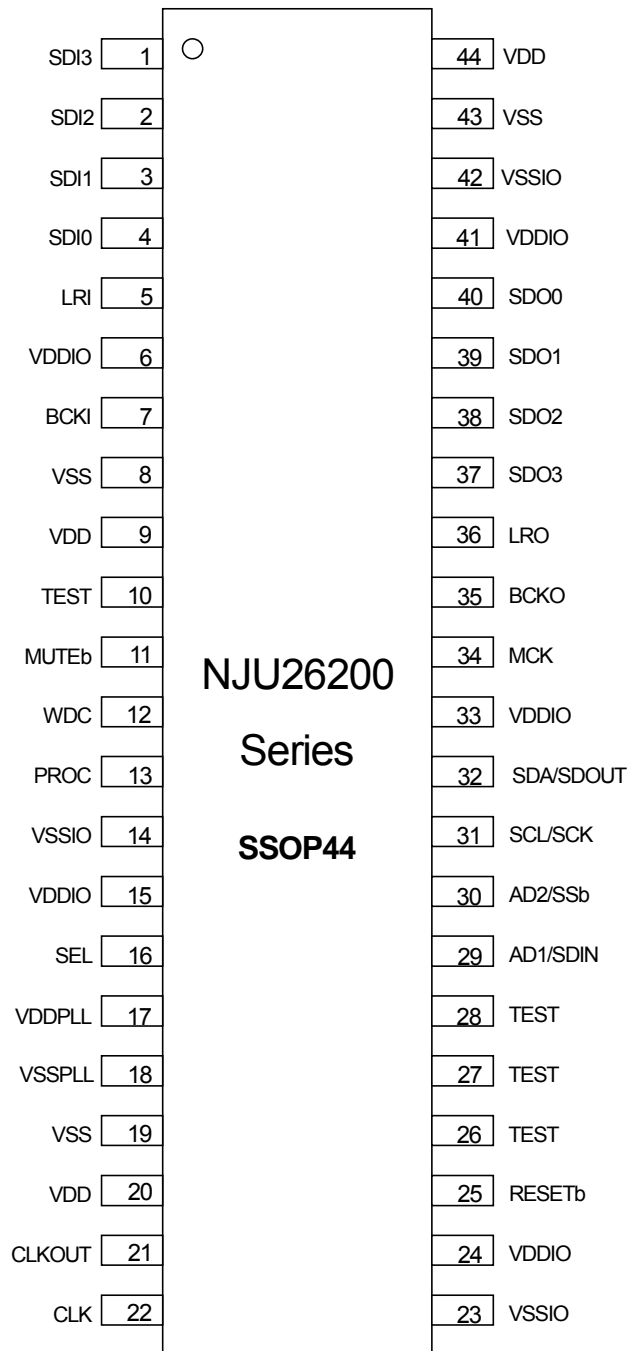 SDI3 1 44 VDD
SDI2 2 43 VSS
SDI1 3 42 VSSIO
SDI0 4 41 VDDIO
LRI 5 40 SDO0
VDDIO 6 39 SDO1
BCKI 7 38 SDO2
VSS 8 37 SDO3
VDD 9 36 LRO
TEST 10 35 BCKO
MUTEb 11 34 MCK
NJU26200
WDC 12 33 VDDIO
Series
PROC 13 32 SDA/SDOUT
VSSIO 14 31 SCL/SCK
SSOP44
VDDIO 15 30 AD2/SSb
SEL 16 29 AD1/SDIN
VDDPLL 17 28 TEST
VSSPLL 18 27 TEST
VSS 19 26 TEST
VDD 20 25 RESETb
CLKOUT 21 24 VDDIO
CLK 22 23 VSSIO